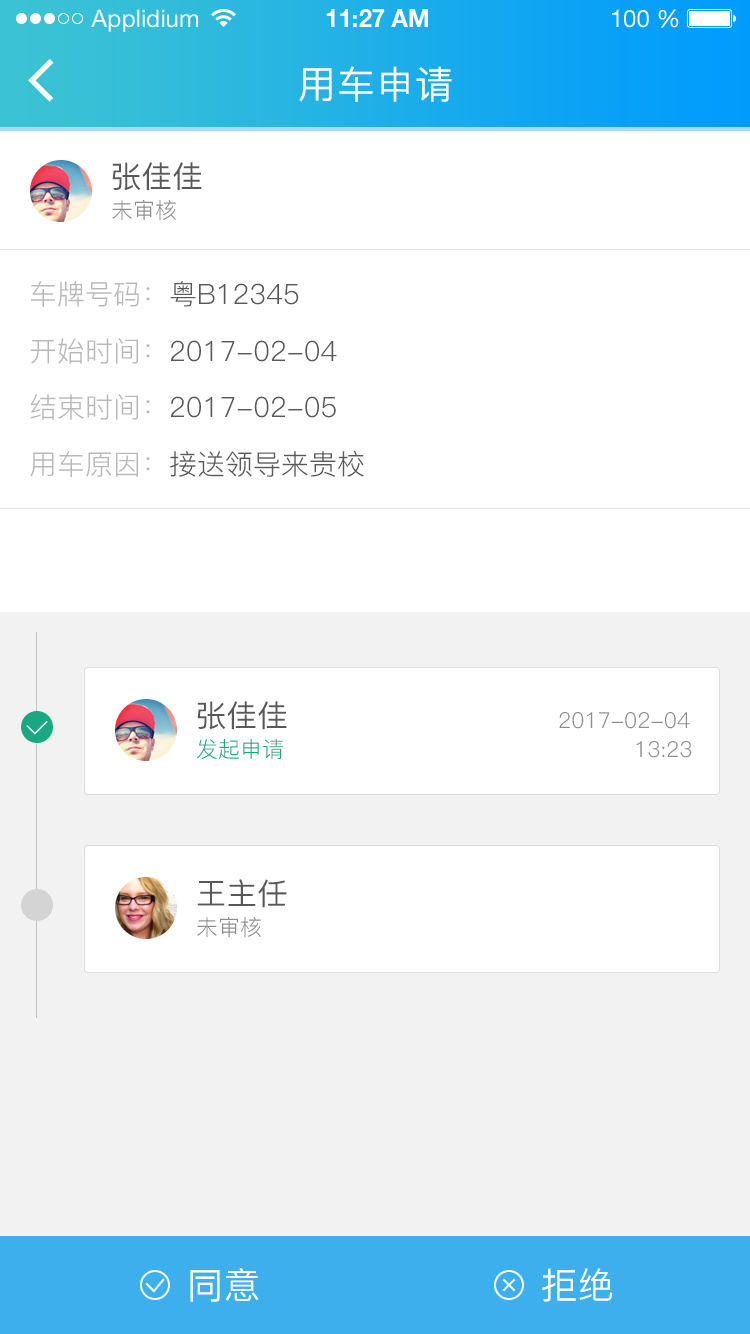 Applidium 11:27 AM 100 %
用车申请
张佳佳
未审核
车牌号码： 粤B12345
开始时间： 2017-02-04
结束时间： 2017-02-05
用车原因： 接送领导来贵校
张佳佳 2017-02-04
发起申请 13:23
王主任
未审核
同意 拒绝